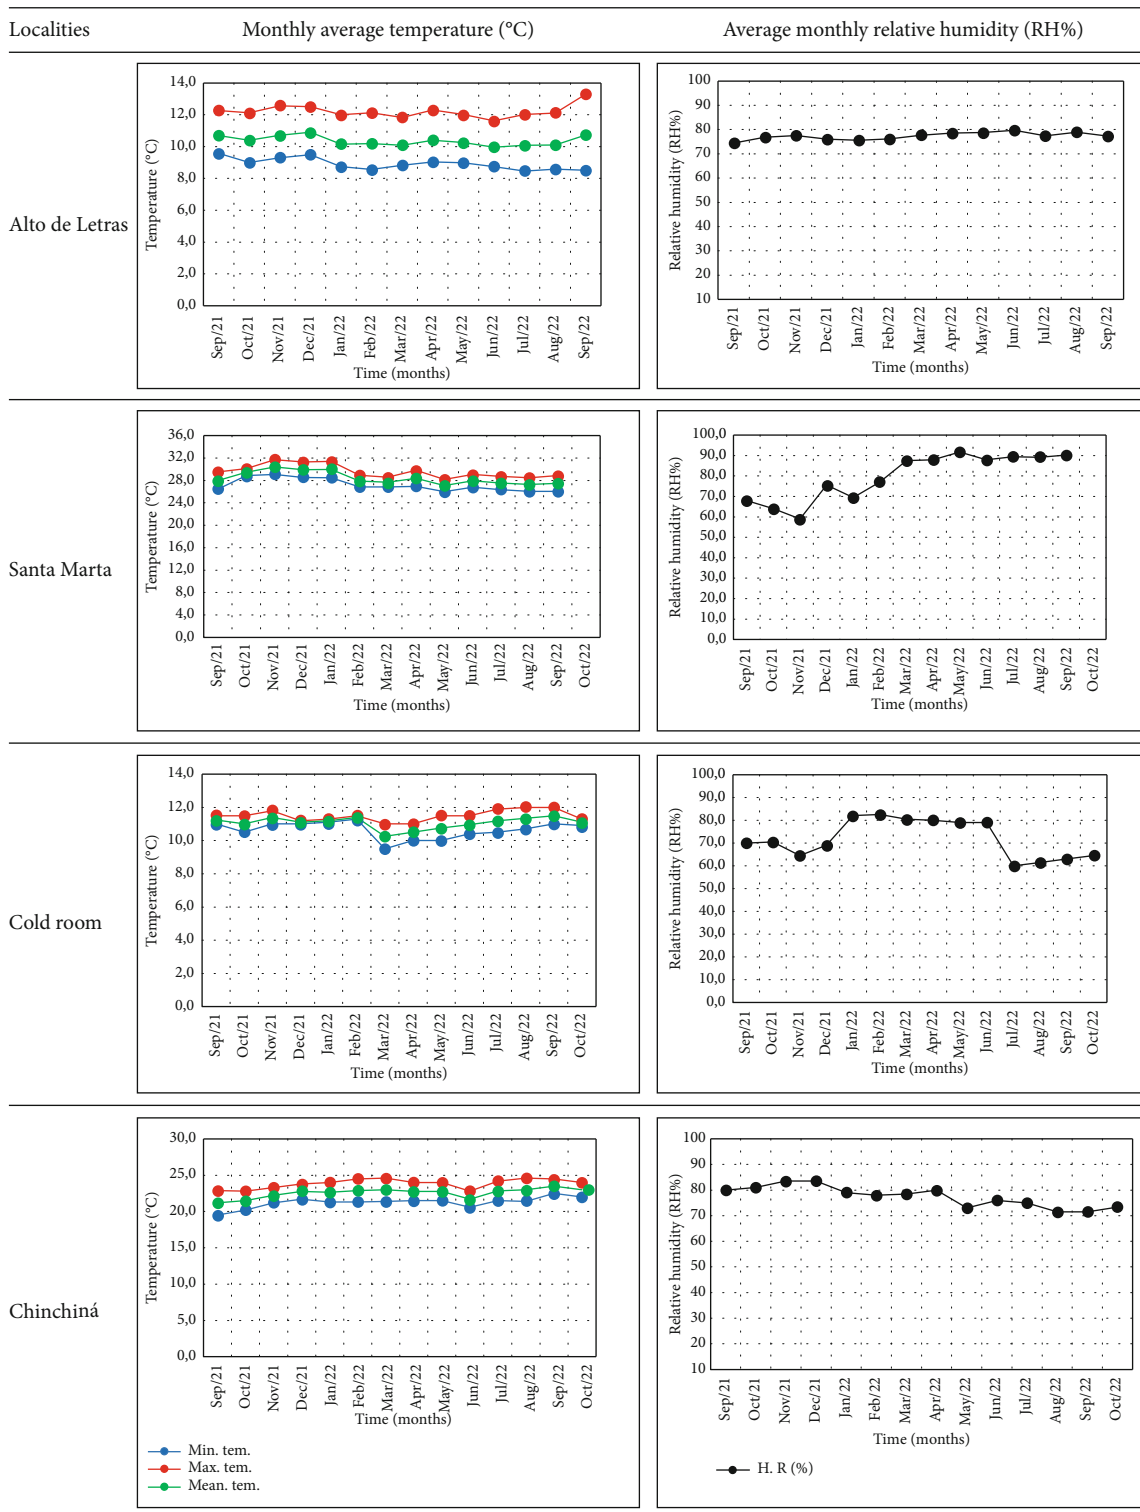 Localities Monthly average temperature (°C) Average monthly relative humidity (RH%)
Alto de Letras
Temperature (°C)
14,0
12,0
10,0
8,0
6,0
4,0
2,0
0,0
Sep/21 Oct/21 Nov/21 Dec/21 Jan/22 Feb/22 Mar/22 Apr/22 May/22 Jun/22 Jul/22 Aug/22 Sep/22
Time (months)
Relative humidity (RH%)
100
90
80
70
60
50
40
30
20
10
Sep/21 Oct/21 Nov/21 Dec/21 Jan/22 Feb/22 Mar/22 Apr/22 May/22 Jun/22 Jul/22 Aug/22 Sep/22
Time (months)
Santa Marta
Temperature (°C)
36,0
32,0
28,0
24,0
20,0
16,0
12,0
8,0
4,0
0,0
Sep/21 Oct/21 Nov/21 Dec/21 Jan/22 Feb/22 Mar/22 Apr/22 May/22 Jun/22 Jul/22 Aug/22 Sep/22 Oct/22
Time (months)
Relative humidity (RH%)
100,0
90,0
80,0
70,0
60,0
50,0
40,0
30,0
20,0
10,0
0,0
Sep/21 Oct/21 Nov/21 Dec/21 Jan/22 Feb/22 Mar/22 Apr/22 May/22 Jun/22 Jul/22 Aug/22 Sep/22 Oct/22
Time (months)
Cold room
Temperature (°C)
14,0
12,0
10,0
8,0
6,0
4,0
2,0
0,0
Sep/21 Oct/21 Nov/21 Dec/21 Jan/22 Feb/22 Mar/22 Apr/22 May/22 Jun/22 Jul/22 Aug/22 Sep/22 Oct/22
Time (months)
Relative humidity (RH%)
100,0
90,0
80,0
70,0
60,0
50,0
40,0
30,0
20,0
10,0
0,0
Sep/21 Oct/21 Nov/21 Dec/21 Jan/22 Feb/22 Mar/22 Apr/22 May/22 Jun/22 Jul/22 Aug/22 Sep/22 Oct/22
Time (months)
Chinchiná
Temperature (°C)
30,0
25,0
20,0
15,0
10,0
5,0
0,0
Sep/21 Oct/21 Nov/21 Dec/21 Jan/22 Feb/22 Mar/22 Apr/22 May/22 Jun/22 Jul/22 Aug/22 Sep/22 Oct/22
Time (months)
Min. tem.
Max. tem.
Mean. tem.
Relative humidity (RH%)
100
90
80
70
60
50
40
30
20
10
Sep/21 Oct/21 Nov/21 Dec/21 Jan/22 Feb/22 Mar/22 Apr/22 May/22 Jun/22 Jul/22 Aug/22 Sep/22 Oct/22
Time (months)
H. R (%)